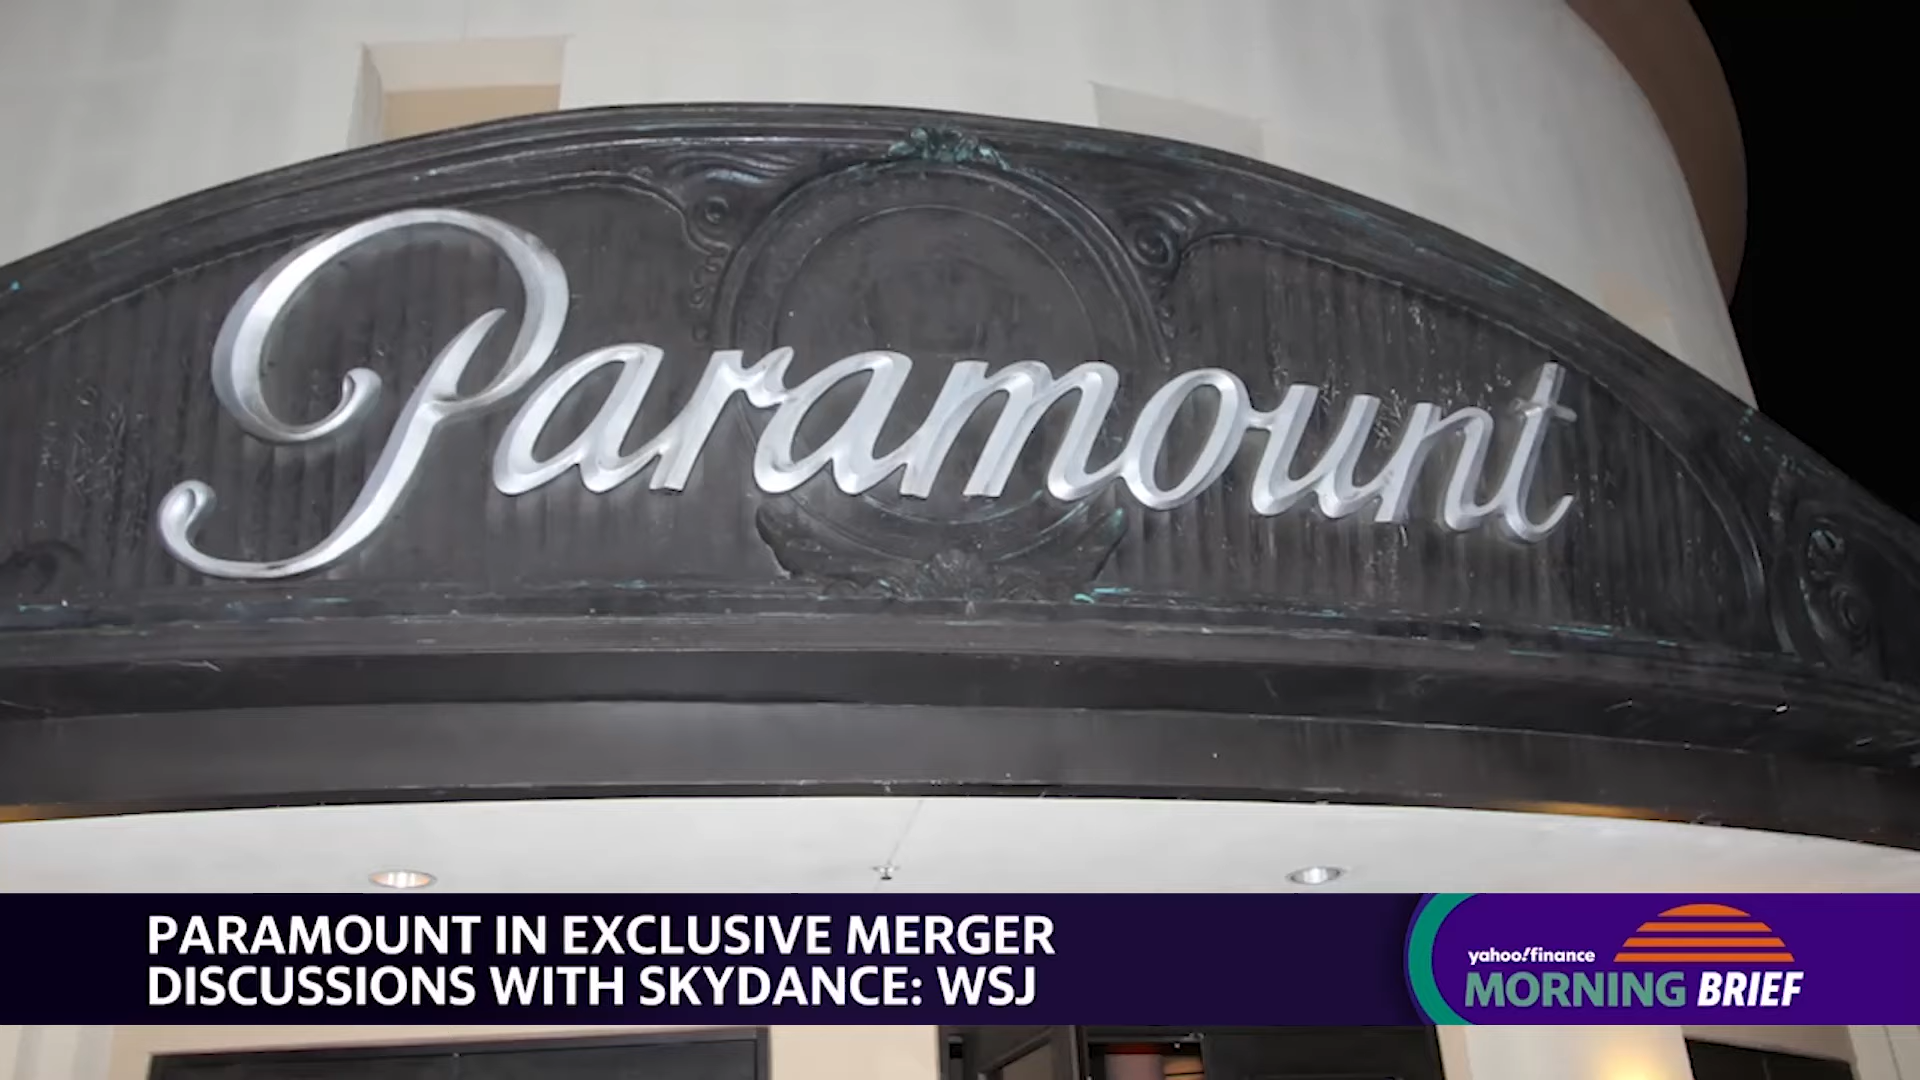 Paramount
PARAMOUNT IN EXCLUSIVE MERGER
DISCUSSIONS WITH SKYDANCE: WSJ
yahoo!finance
MORNING BRIEF